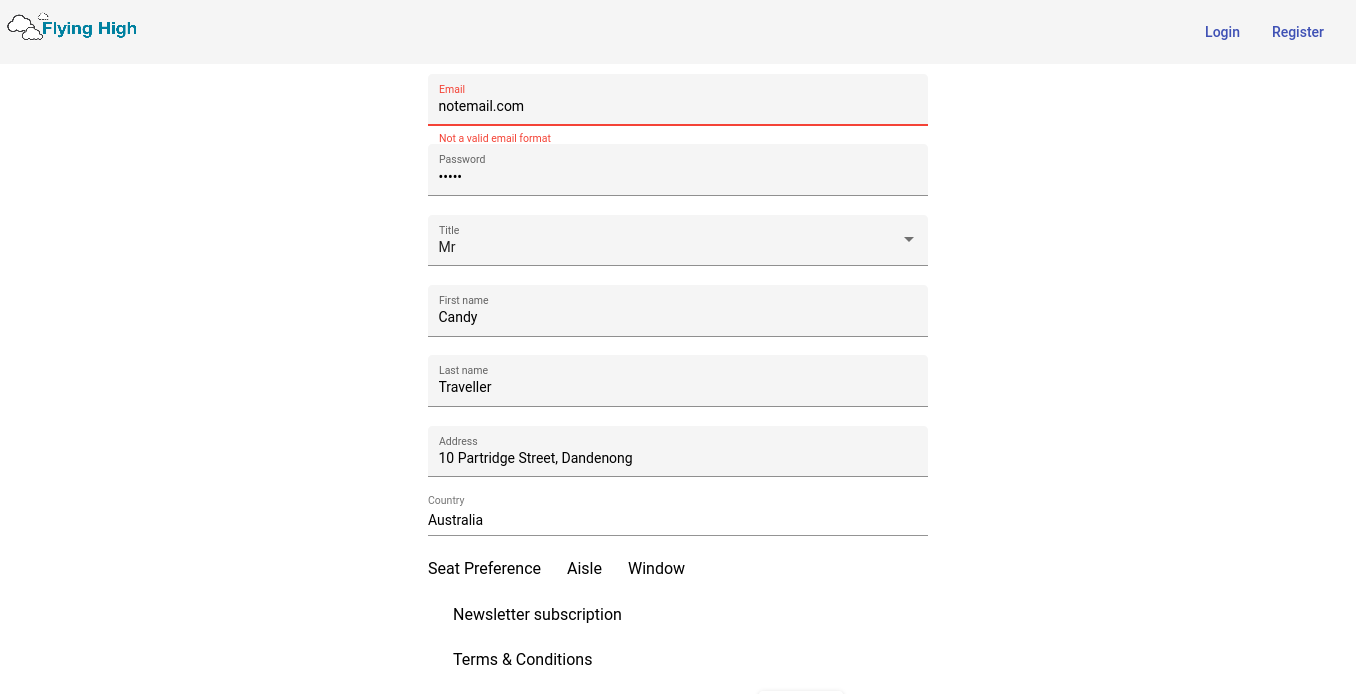 Flying High
Login Register
Email
notemail.com
Not a valid email format
Password
•••••
Title
Mr
First name
Candy
Last name
Traveller
Address
10 Partridge Street, Dandenong
Country
Australia
Seat Preference Aisle Window
Newsletter subscription
Terms & Conditions